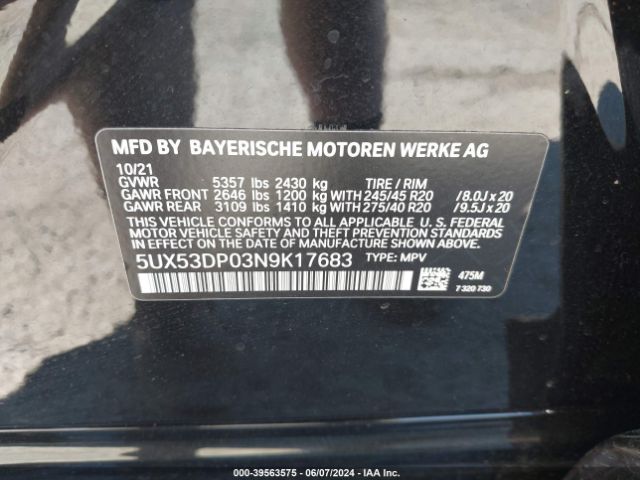 MFD BY BAYERISCHE MOTOREN WERKE AG
10/21
GVWR 5357 lbs 2430 kg TIRE / RIM
GAWR FRONT 2646 lbs 1200 kg WITH 245/45 R20 / 8.0J x 20
GAWR REAR 3109 lbs 1410 kg WITH 275/40 R20 / 9.5J x 20
THIS VEHICLE CONFORMS TO ALL APPLICABLE U. S. FEDERAL
MOTOR VEHICLE SAFETY AND THEFT PREVENTION STANDARDS
IN EFFECT ON THE DATE OF MANUFACTURE SHOWN ABOVE.
5UX53DP03N9K17683 TYPE: MPV
475M
7 320 730
000-39563575 / 06/07/2024 - IAA Inc.